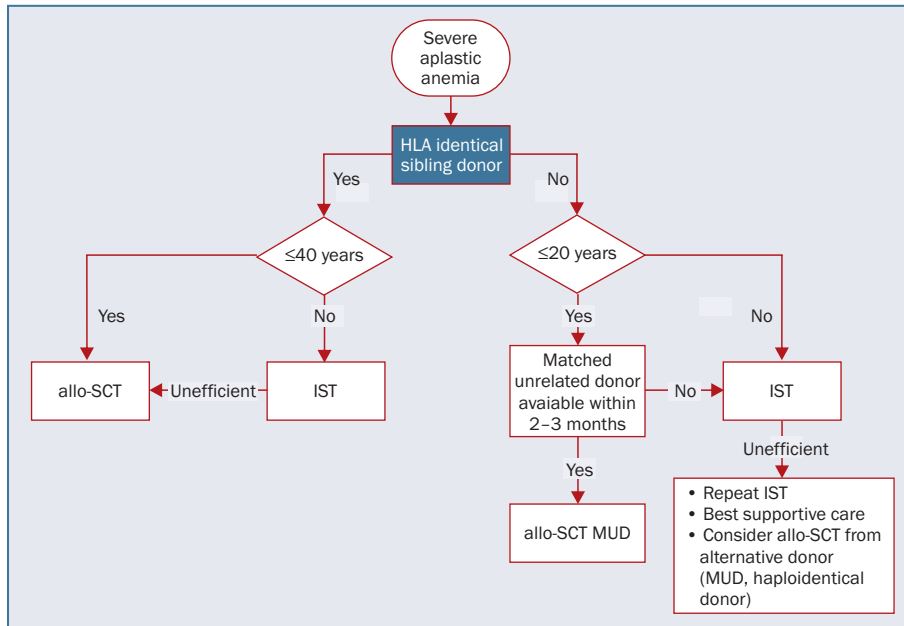 Severe
aplastic
anemia
HLA identical
sibling donor
Yes
No
≤40 years
≤20 years
Yes
No
Yes
No
allo-SCT
Unefficient
IST
Matched
unrelated donor
avaiable within
2–3 months
No
IST
Yes
Unefficient
allo-SCT MUD
• Repeat IST
• Best supportive care
• Consider allo-SCT from
alternative donor
(MUD, haploidentical
donor)